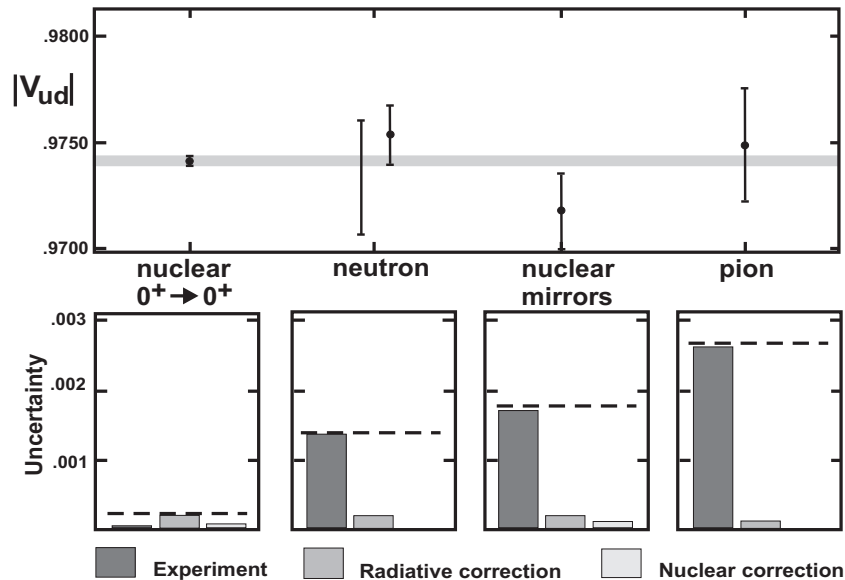 .9800
|Vud|
.9750
.9700
nuclear
0+→0+
neutron
nuclear
mirrors
pion
.003
.002
.001
Uncertainty
Experiment
Radiative correction
Nuclear correction